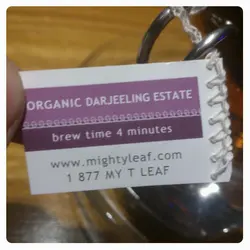 ORGANIC DARJEELING ESTATE
brew time 4 minutes
www.mightyleaf.com
1 877 MY T LEAF